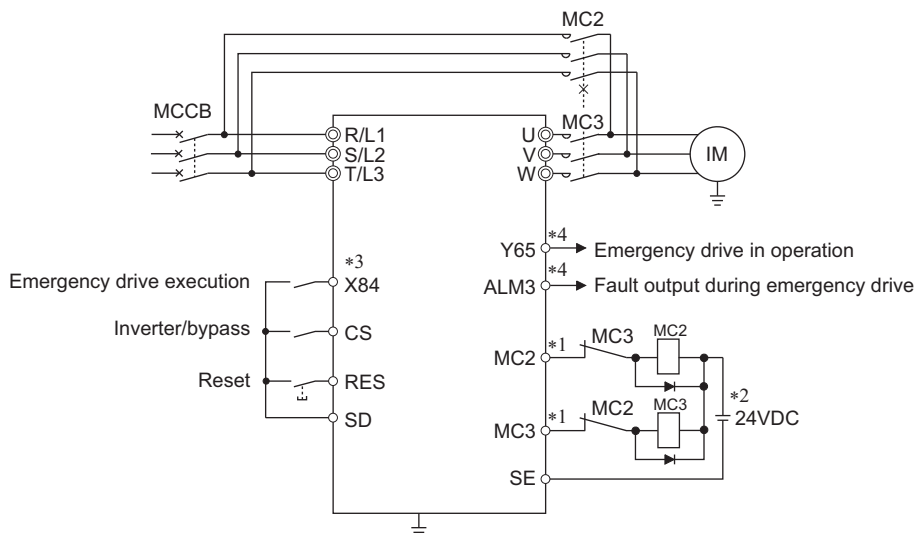 MC2
MCCB
R/L1
S/L2
T/L3
U
V
W
MC3
IM
*3
Emergency drive execution
X84
Inverter/bypass
CS
Reset
RES
SD
Y65
*4
Emergency drive in operation
ALM3
*4
Fault output during emergency drive
MC2
*1
MC3
MC2
MC3
*1
MC2
MC3
*2
24VDC
SE